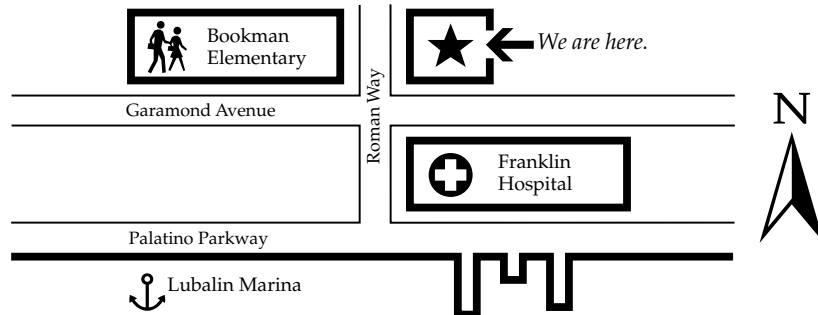 Bookman
Elementary
We are here.
Garamond Avenue
Roman Way
N
Franklin
Hospital
Palatino Parkway
Lubalin Marina